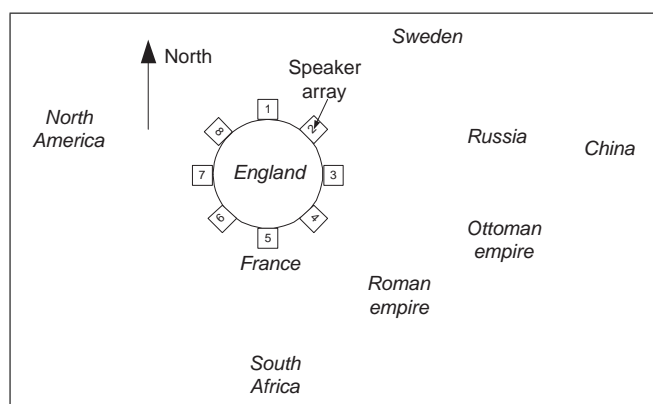 Sweden
North
Speaker
array
North
America
1
2
8
Russia
China
England
7
3
6
4
5
Ottoman
empire
France
Roman
empire
South
Africa